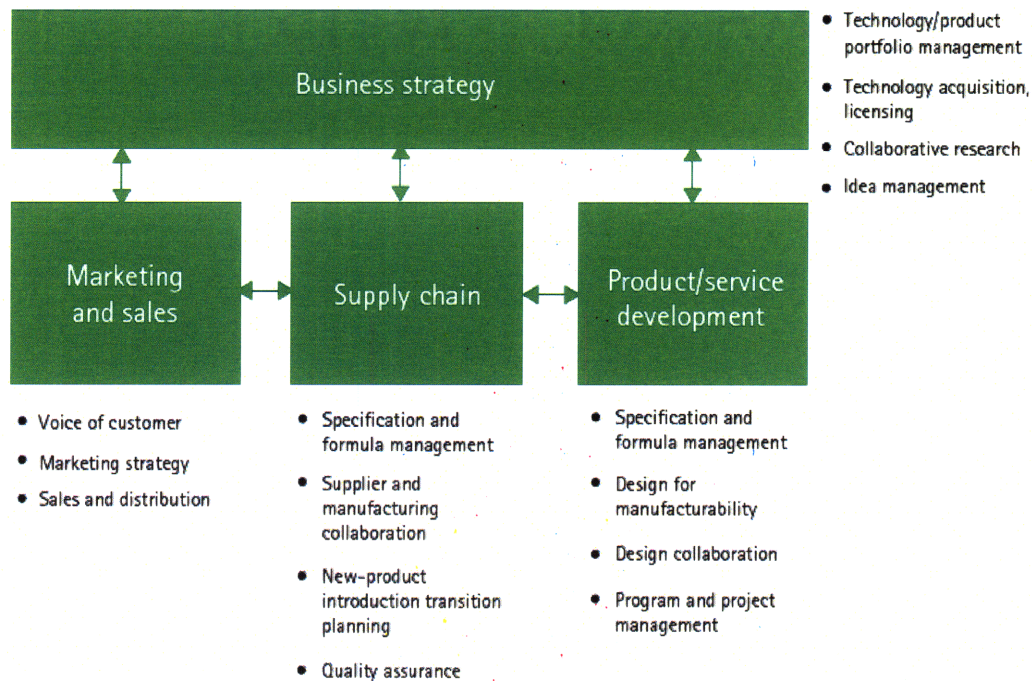 Business strategy
• Technology/product
portfolio management
• Technology acquisition,
licensing
• Collaborative research
• Idea management
Marketing
and sales
Supply chain
Product/service
development
• Voice of customer
• Marketing strategy
• Sales and distribution
• Specification and
formula management
• Supplier and
manufacturing
collaboration
• New-product
introduction transition
planning
• Quality assurance
• Specification and
formula management
• Design for
manufacturability
• Design collaboration
• Program and project
management